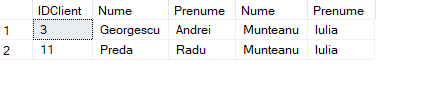 IDClient Nume Prenume Nume Prenume
1 3 Georgescu Andrei Munteanu Iulia
2 11 Preda Radu Munteanu Iulia